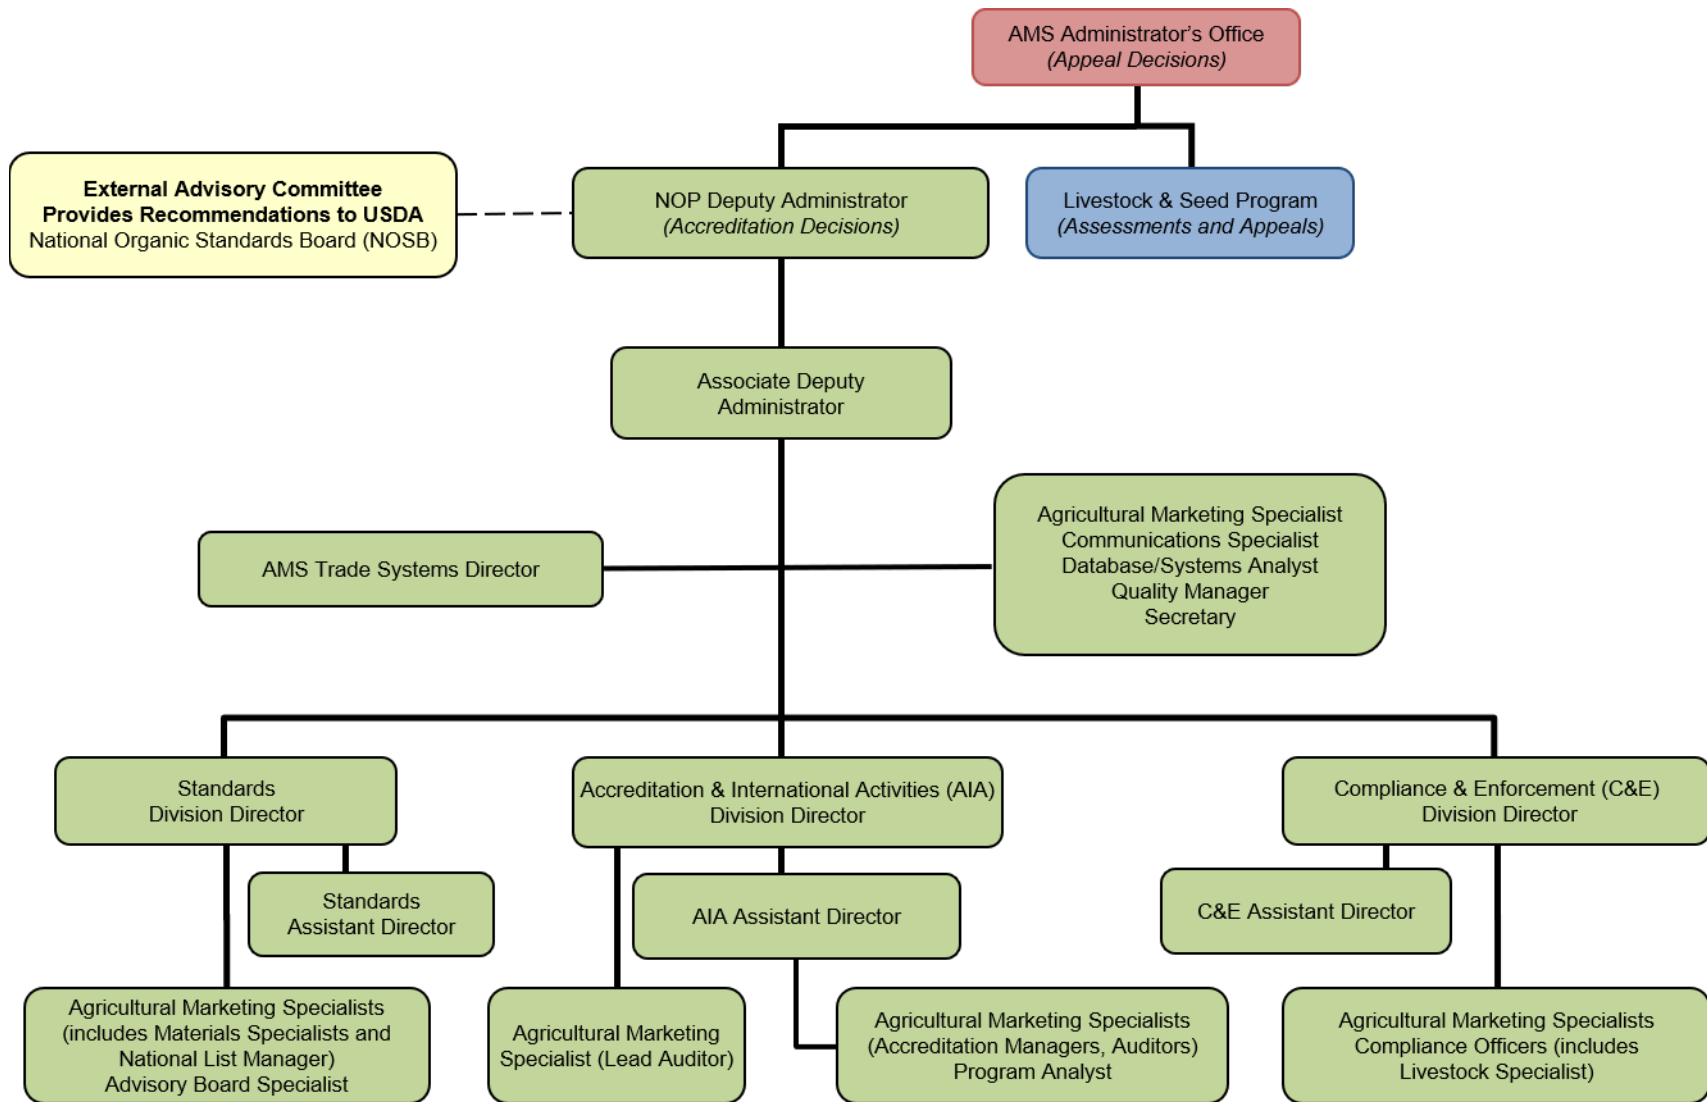 AMS Administrator’s Office
(Appeal Decisions)
External Advisory Committee
Provides Recommendations to USDA
National Organic Standards Board (NOSB)
NOP Deputy Administrator
(Accreditation Decisions)
Livestock & Seed Program
(Assessments and Appeals)
Associate Deputy
Administrator
AMS Trade Systems Director
Agricultural Marketing Specialist
Communications Specialist
Database/Systems Analyst
Quality Manager
Secretary
Standards
Division Director
Accreditation & International Activities (AIA)
Division Director
Compliance & Enforcement (C&E)
Division Director
Standards
Assistant Director
AIA Assistant Director
C&E Assistant Director
Agricultural Marketing Specialists
(includes Materials Specialists and
National List Manager)
Advisory Board Specialist
Agricultural Marketing
Specialist (Lead Auditor)
Agricultural Marketing Specialists
(Accreditation Managers, Auditors)
Program Analyst
Agricultural Marketing Specialists
Compliance Officers (includes
Livestock Specialist)